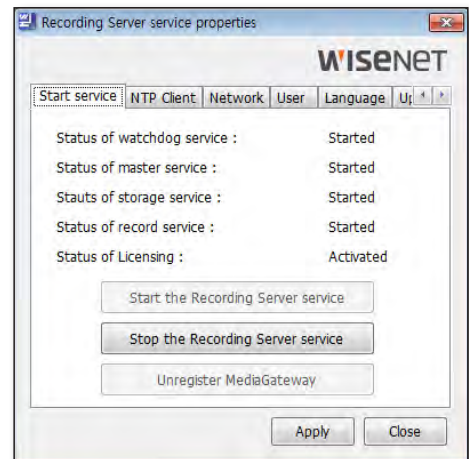 Recording Server service properties
WISENET
Start service NTP Client Network User Language
Status of watchdog service : Started
Status of master service : Started
Stauts of storage service : Started
Status of record service : Started
Status of Licensing : Activated
Start the Recording Server service
Stop the Recording Server service
Unregister MediaGateway
Apply Close